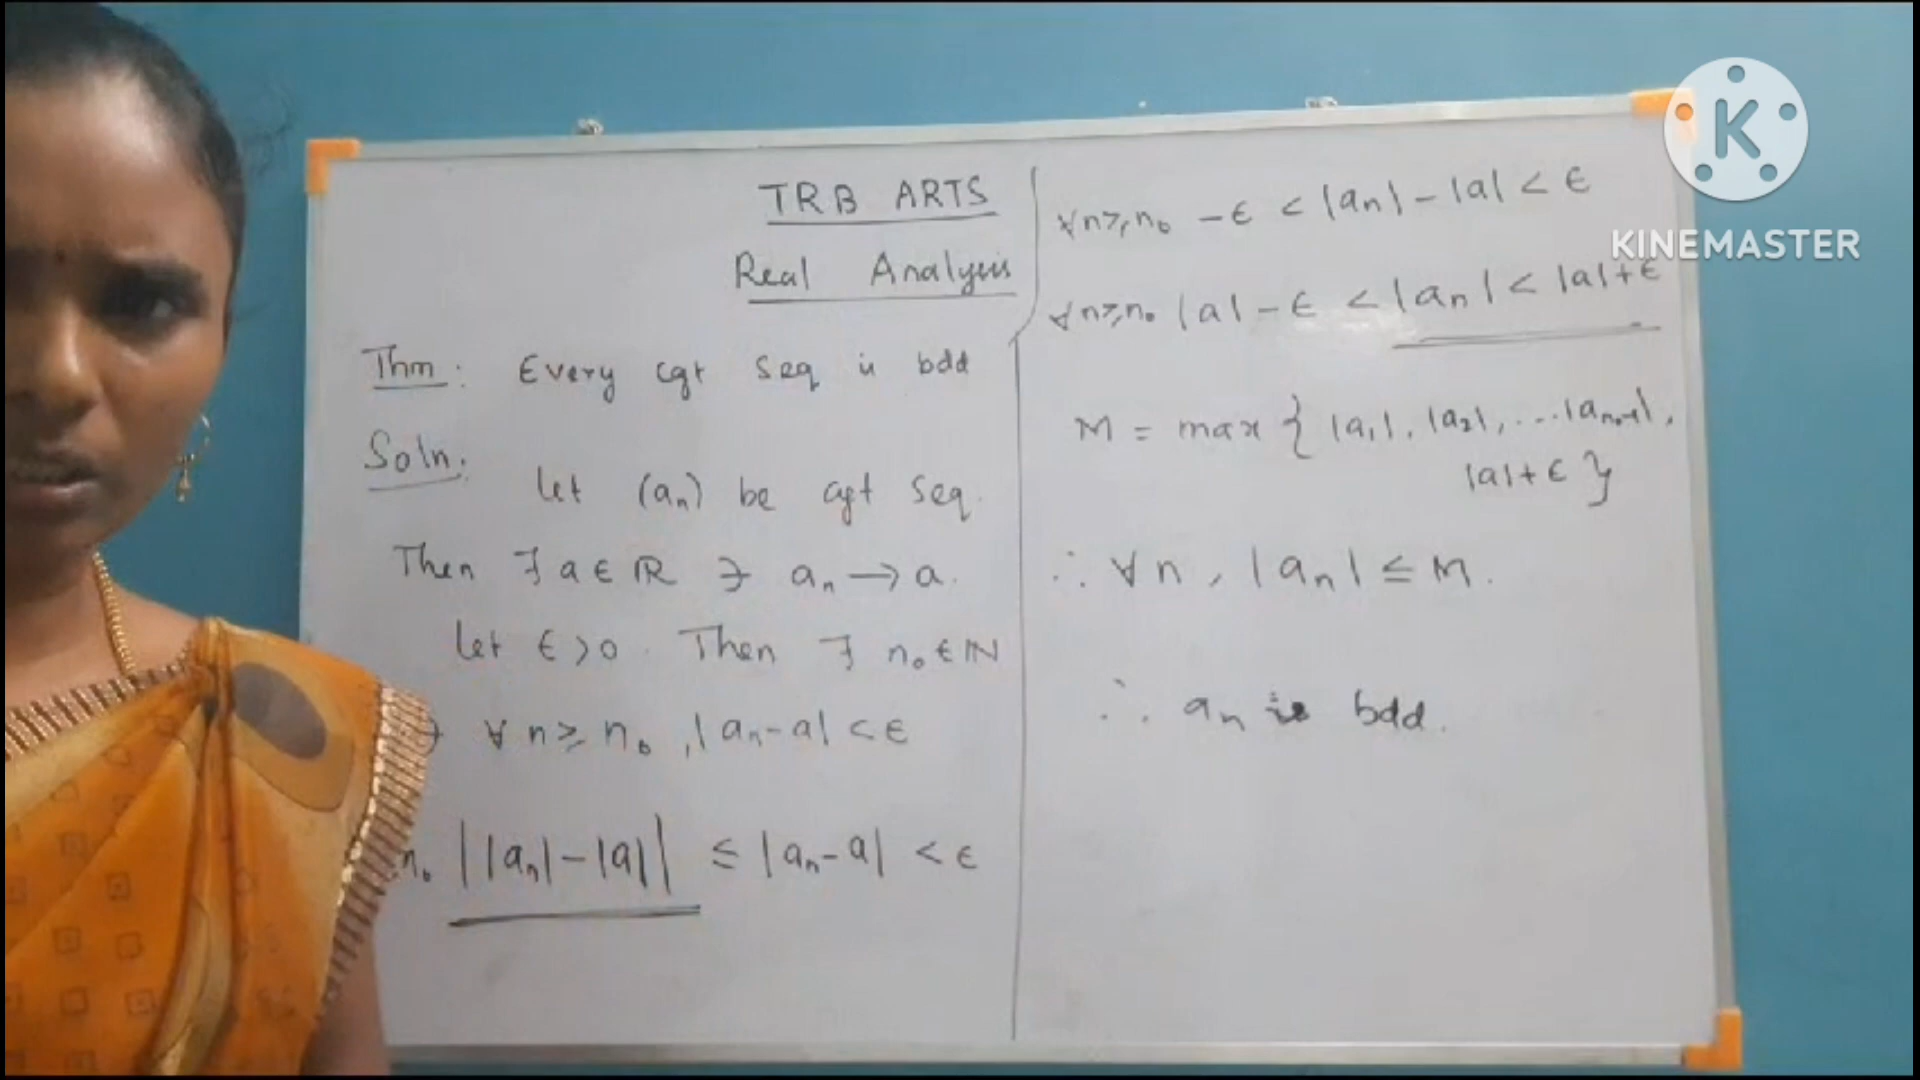 TRB ARTS
Real Analysis
Thm: Every cgt seq is bdd
Soln:
Let (aₙ) be cgt seq.
Then ∃ a ∈ ℝ ∋ aₙ → a.
Let ϵ > 0. Then ∃ n₀ ∈ ℕ
∋ ∀ n ≥ n₀, |aₙ - a| < ϵ
n₀ ||aₙ| - |a|| ≤ |aₙ - a| < ϵ
∀ n ≥ n₀ -ϵ < |aₙ| - |a| < ϵ
∀ n ≥ n₀ |a| - ϵ < |aₙ| < |a| + ϵ
M = max { |a₁|, |a₂|, ... |aₙ₀₋₁|,
|a| + ϵ }
∴ ∀ n, |aₙ| ≤ M.
∴ aₙ is bdd.
K
KINEMASTER